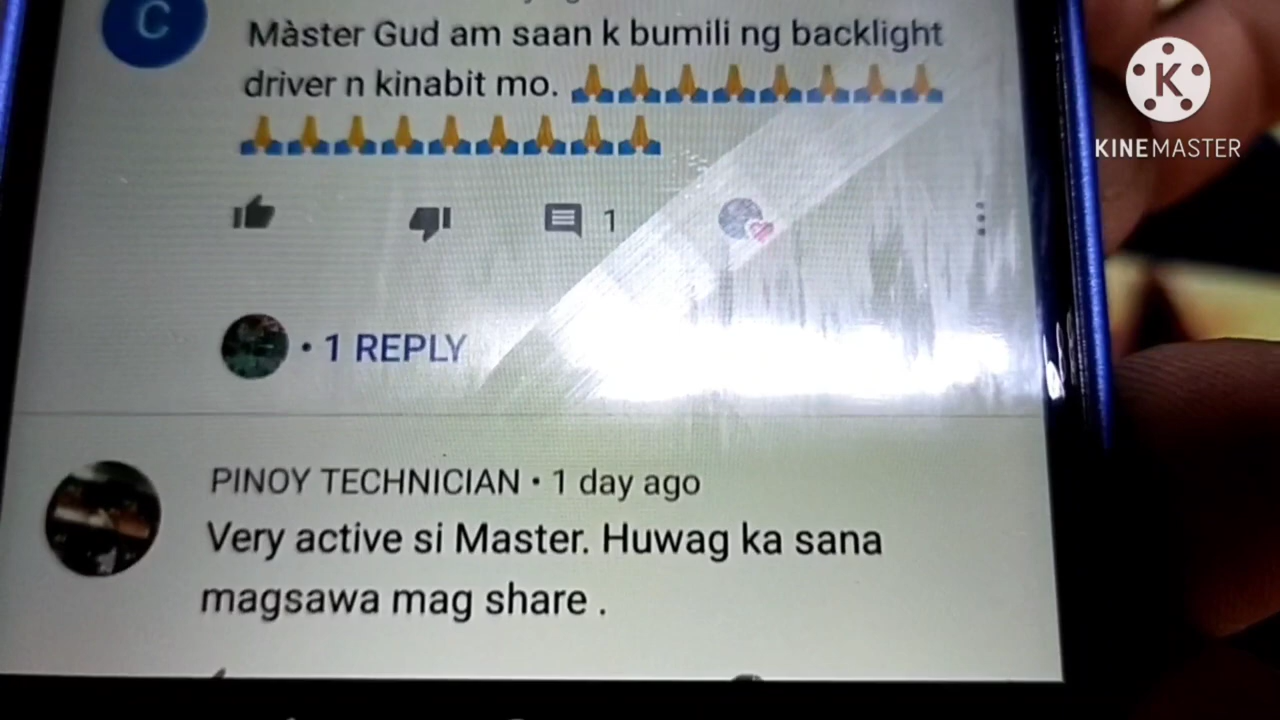 C
Màster Gud am saan k bumili ng backlight
driver n kinabit mo. 🙏🙏🙏🙏🙏🙏🙏🙏
🙏🙏🙏🙏🙏🙏🙏🙏🙏
1
• 1 REPLY
PINOY TECHNICIAN • 1 day ago
Very active si Master. Huwag ka sana
magsawa mag share .
K
KINEMASTER